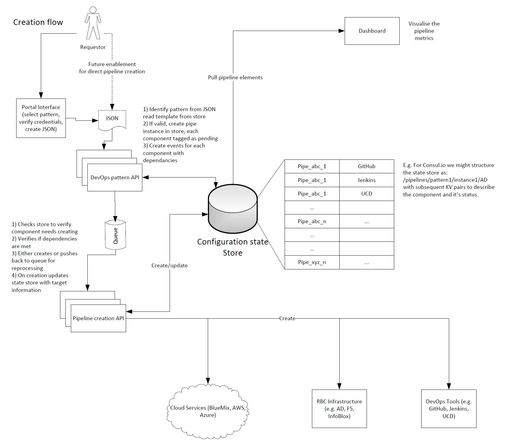 Creation flow
Requestor
Future enablement
for direct pipeline creation
Portal Interface
(select pattern,
verify credentials,
create JSON)
JSON
1) Identify pattern from JSON
read template from store
2) If valid, create pipe
instance in store, each
component tagged as pending
3) Create events for each
component with
dependancies
DevOps pattern API
Dashboard
Visualise the
pipeline
metrics
Pull pipeline elements
Configuration state
Store
Pipe_abc_1 GitHub
Pipe_abc_1 Jenkins
Pipe_abc_1 UCD
... ...
...
Pipe_abc_n ...
...
...
Pipe_xyz_n ...
E.g. For Consul.io we might structure
the state store as:
/pipelines/pattern1/instance1/AD
with subsequent KV pairs to describe
the component and it's status.
Queue
1) Checks store to verify
component needs creating
2) Verifies if dependencies
are met
3) Either creates or pushes
back to queue for
reprocessing
4) On creation updates
state store with target
information
Create/update
Pipeline creation API
Create
Cloud Services (BlueMix, AWS,
Azure)
RBC Infrastructure
(e.g. AD, F5,
InfoBlox)
DevOps Tools (e.g.
GitHub, Jenkins,
UCD)